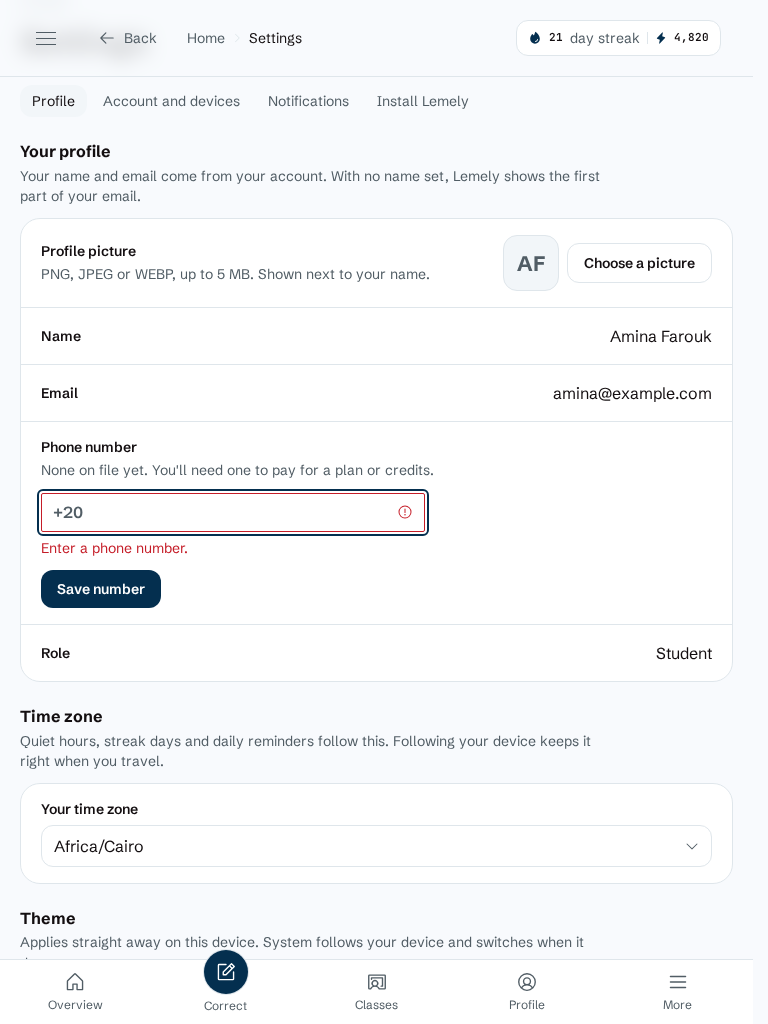 Back
Home
Settings
21 day streak
4,820
Profile
Account and devices
Notifications
Install Lemely
Your profile
Your name and email come from your account. With no name set, Lemely shows the first
part of your email.
Profile picture
PNG, JPEG or WEBP, up to 5 MB. Shown next to your name.
AF
Choose a picture
Name
Amina Farouk
Email
amina@example.com
Phone number
None on file yet. You'll need one to pay for a plan or credits.
+20
Enter a phone number.
Save number
Role
Student
Time zone
Quiet hours, streak days and daily reminders follow this. Following your device keeps it
right when you travel.
Your time zone
Africa/Cairo
Theme
Applies straight away on this device. System follows your device and switches when it
Overview
Correct
Classes
Profile
More